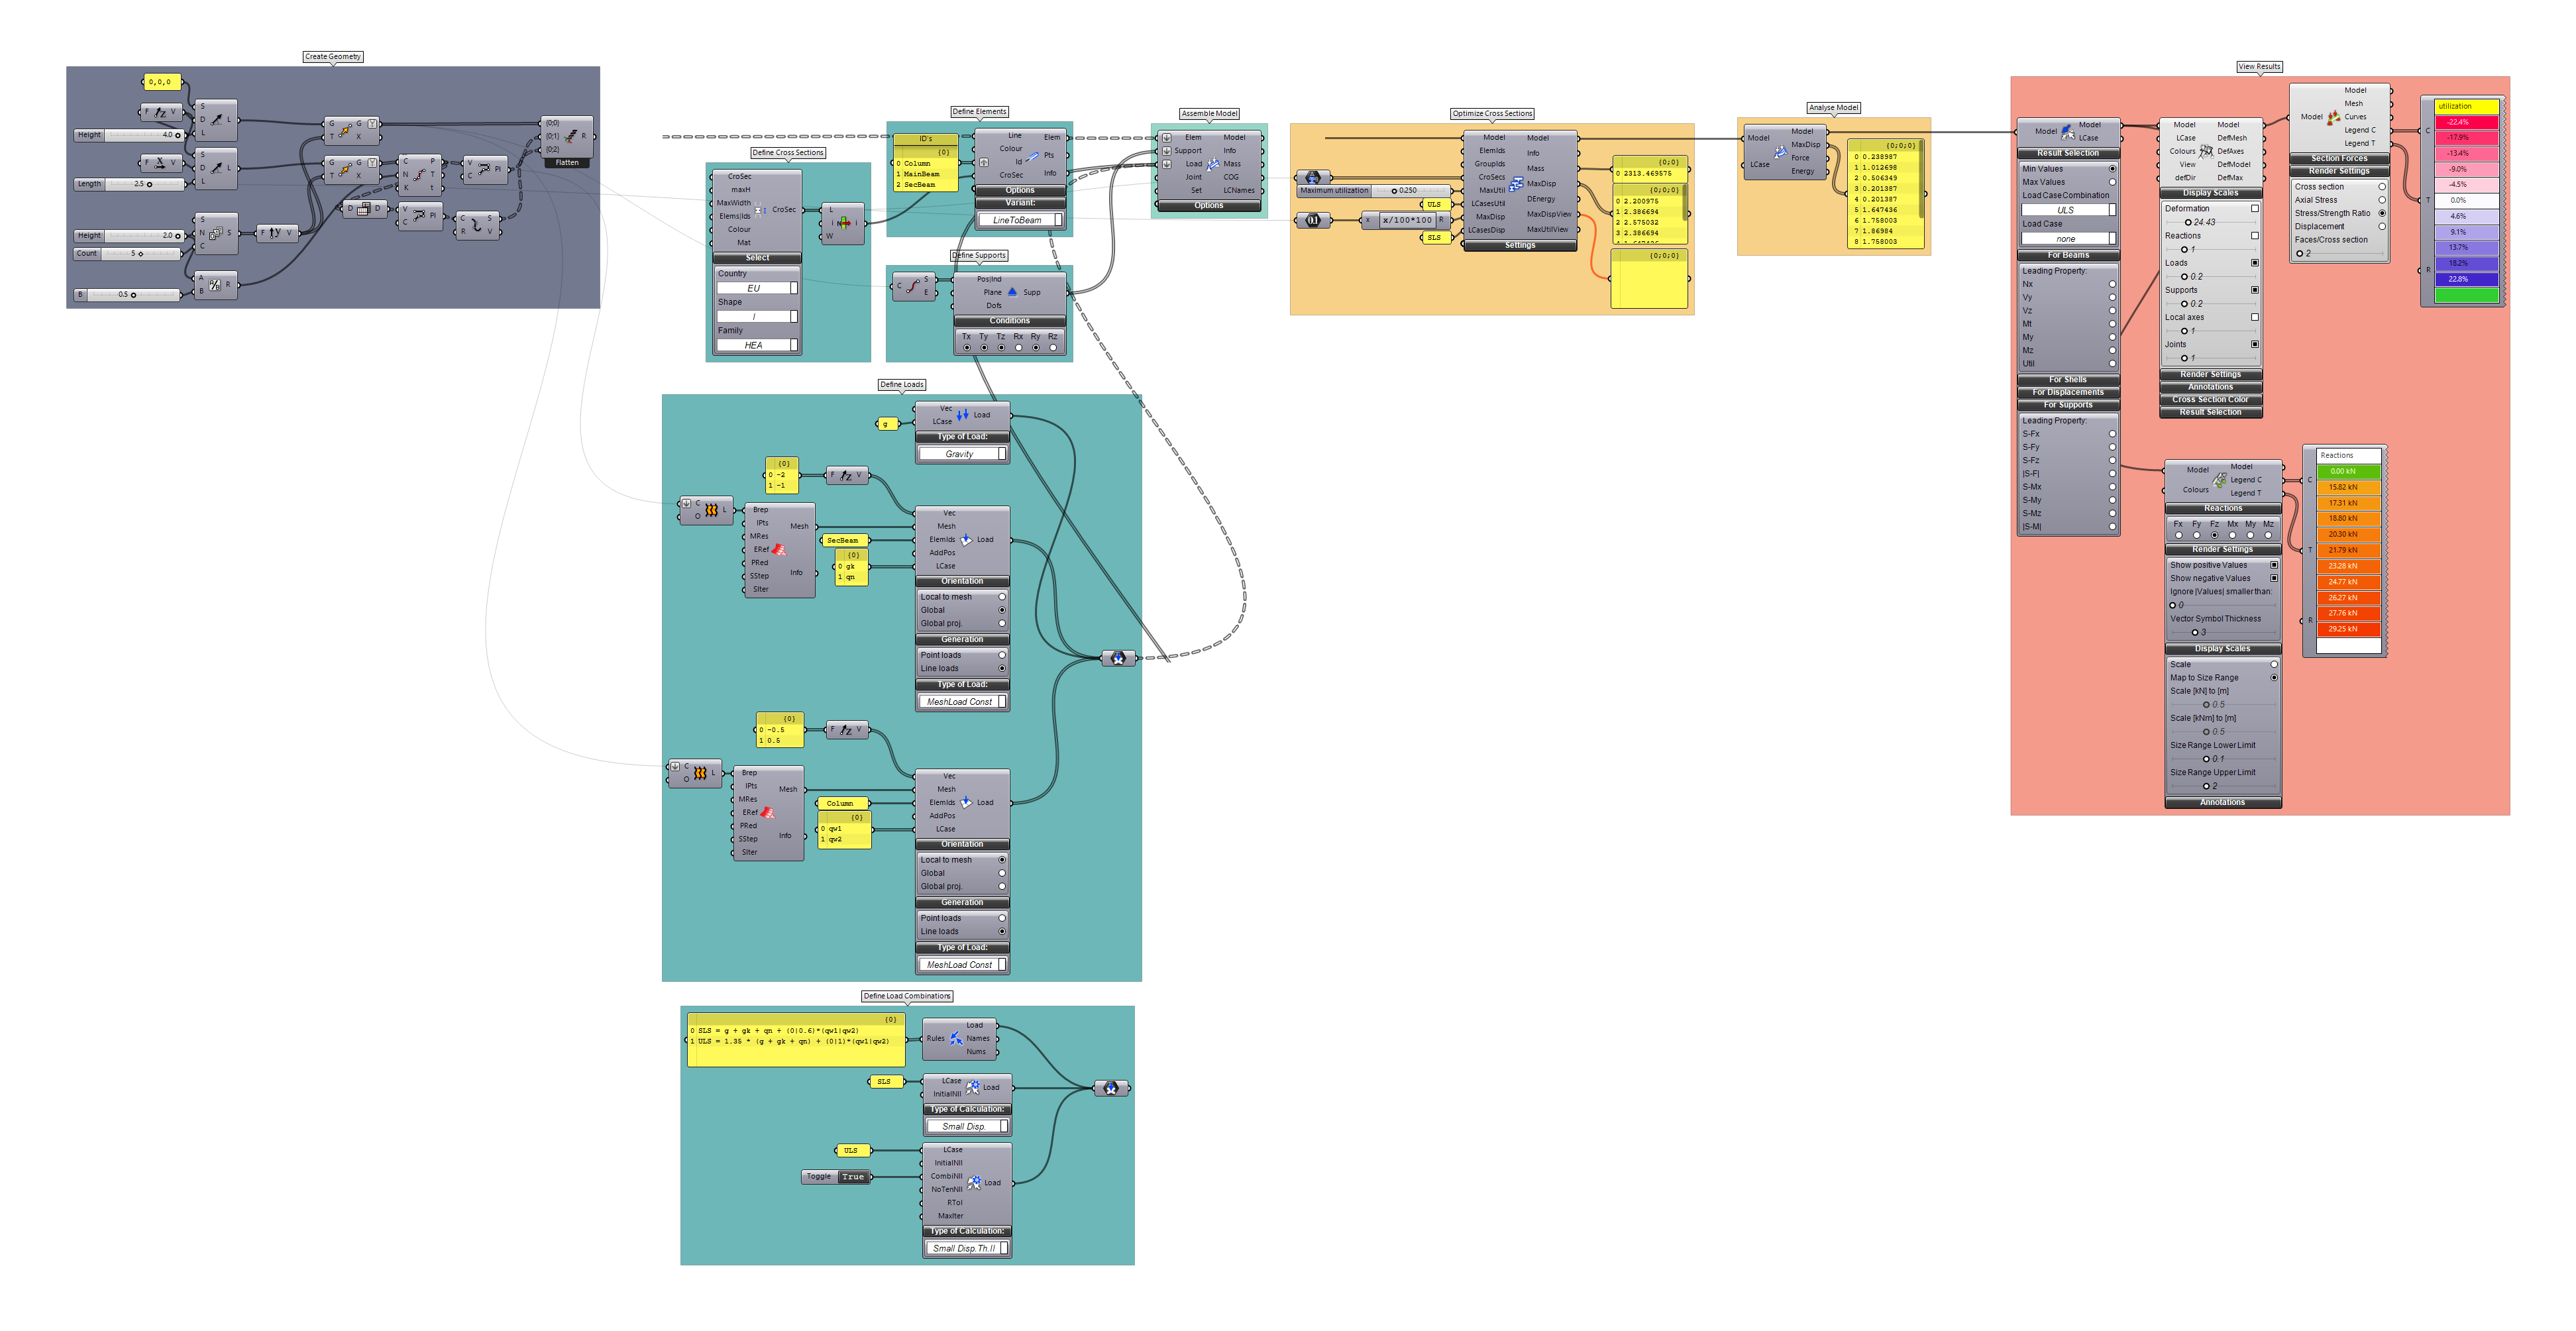 Create Geometry
0,0,0
F Z V
Height 4.0
F X V
Length 2.5
S
D L
L
S
D L
L
G G
T X
G G
T X
Height 2.0
Count 5
B 0.5
S
N S
C
F Y V
A
B R
C P
N T
K t
V
C Pl
D D
V
C Pl
C S
R V
{0;0}
{0;1} R
{0;2}
Flatten
Define Cross Sections
CroSec
maxH
MaxWidth
Elems|Ids CroSec
Colour
Mat
Select
Country
EU
Shape
I
Family
HEA
L
i i
W
Define Elements
ID's
{0}
0 Column
1 MainBeam
2 SecBeam
Line Elem
Colour
Pts
Id
CroSec Info
Options
Variant:
LineToBeam
Define Supports
C S
E
Pos|Ind
Plane Supp
Dofs
Conditions
Tx Ty Tz Rx Ry Rz
Assemble Model
Elem Model
Support Info
Load Mass
Joint COG
Set LCNames
Options
Optimize Cross Sections
Maximum utilization 0.250
x x/100*100 R
ULS
SLS
Model Model
ElemIds Info
GroupIds
Mass
CroSecs
MaxUtil MaxDisp
LCasesUtil DEnergy
MaxDisp MaxDispView
LCasesDisp MaxUtilView
Settings
{0;0}
0 2313.469575
{0;0;0}
0 2.200975
1 2.386694
2 2.575032
3 2.386694
{0;0;0}
Analyse Model
Model Model
MaxDisp
LCase Force
Energy
{0;0;0}
0 0.238987
1 1.012698
2 0.506349
3 0.201387
4 0.201387
5 1.647436
6 1.758003
7 1.86984
8 1.758003
View Results
Model Model
LCase
Result Selection
Min Values
Max Values
Load Case Combination
ULS
Load Case
none
For Beams
Leading Property:
Nx
Vy
Vz
Mt
My
Mz
Util
For Shells
For Displacements
For Supports
Leading Property:
S-Fx
S-Fy
S-Fz
|S-F|
S-Mx
S-My
S-Mz
|S-M|
Model Model
LCase DefMesh
Colours DefAxes
View DefModel
defDir DefMax
Display Scales
Deformation
24.43
Reactions
1
Loads
0.2
Supports
0.2
Local axes
1
Joints
1
Render Settings
Annotations
Cross Section Color
Result Selection
Model
Mesh
Model Curves
Legend C
Legend T
Section Forces
Render Settings
Cross section
Axial Stress
Stress/Strength Ratio
Displacement
Faces/Cross section
2
C
T
R
utilization
-22.4%
-17.9%
-13.4%
-9.0%
-4.5%
0.0%
4.6%
9.1%
13.7%
18.2%
22.8%
Model Model
Legend C
Colours Legend T
Reactions
Fx Fy Fz Mx My Mz
Render Settings
Show positive Values
Show negative Values
Ignore |Values| smaller than:
0
Vector Symbol Thickness
3
Display Scales
Scale
Map to Size Range
Scale [kN] to [m]
0.5
Scale [kNm] to [m]
0.5
Size Range Lower Limit
0.1
Size Range Upper Limit
2
Annotations
C
T
R
Reactions
0.00 kN
15.82 kN
17.31 kN
18.80 kN
20.30 kN
21.79 kN
23.28 kN
24.77 kN
26.27 kN
27.76 kN
29.25 kN
Define Loads
g
Vec Load
LCase
Type of Load:
Gravity
{0}
0 -2
1 -1
F Z V
C L
O
Brep
IPts
Mesh
MRes
ERef
PRed
SStep Info
SIter
SecBeam
{0}
0 gk
1 qn
Vec
Mesh
ElemIds Load
AddPos
LCase
Orientation
Local to mesh
Global
Global proj.
Generation
Point loads
Line loads
Type of Load:
MeshLoad Const
{0}
0 -0.5
1 0.5
F Z V
C L
O
Brep
IPts
Mesh
MRes
ERef
PRed
SStep Info
SIter
Column
{0}
0 qw1
1 qw2
Vec
Mesh
ElemIds Load
AddPos
LCase
Orientation
Local to mesh
Global
Global proj.
Generation
Point loads
Line loads
Type of Load:
MeshLoad Const
Define Load Combinations
{0}
0 SLS = g + gk + qn + (0|0.6)*(qw1|qw2)
1 ULS = 1.35 * (g + gk + qn) + (0|1)*(qw1|qw2)
Load
Rules Names
Nums
SLS
LCase Load
InitialNII
Type of Calculation:
Small Disp.
ULS
Toggle True
LCase
InitialNII
CombiNII
NoTenNII Load
RTol
MaxIter
Type of Calculation:
Small Disp.Th.II